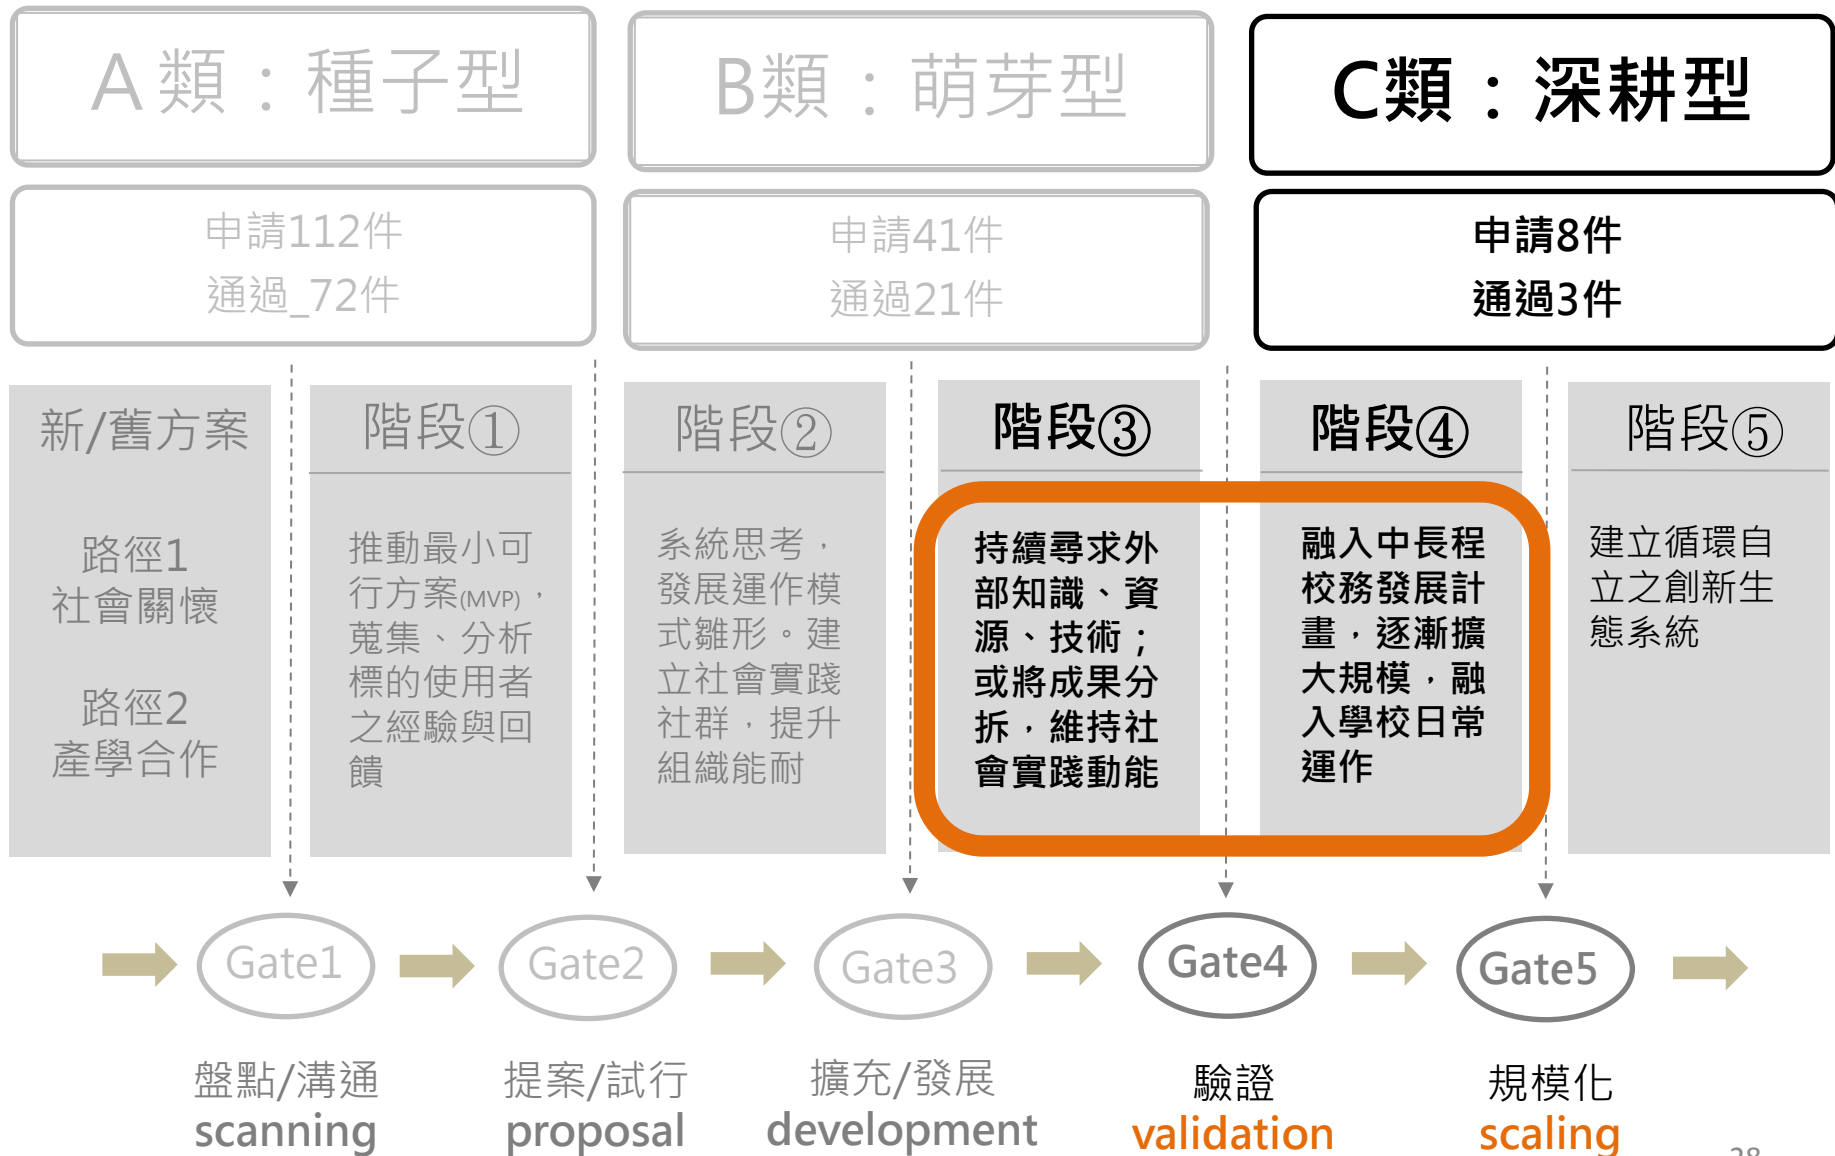 A類：種子型
B類：萌芽型
C類：深耕型
申請112件
通過_72件
申請41件
通過21件
申請8件
通過3件
新/舊方案
路徑1
社會關懷
路徑2
產學合作
階段①
推動最小可
行方案(MVP)，
蒐集、分析
標的使用者
之經驗與回
饋
階段②
系統思考，
發展運作模
式雛形。建
立社會實踐
社群，提升
組織能耐
階段③
持續尋求外
部知識、資
源、技術；
或將成果分
拆，維持社
會實踐動能
階段④
融入中長程
校務發展計
畫，逐漸擴
大規模，融
入學校日常
運作
階段⑤
建立循環自
立之創新生
態系統
Gate1
Gate2
Gate3
Gate4
Gate5
盤點/溝通
scanning
提案/試行
proposal
擴充/發展
development
驗證
validation
規模化
scaling